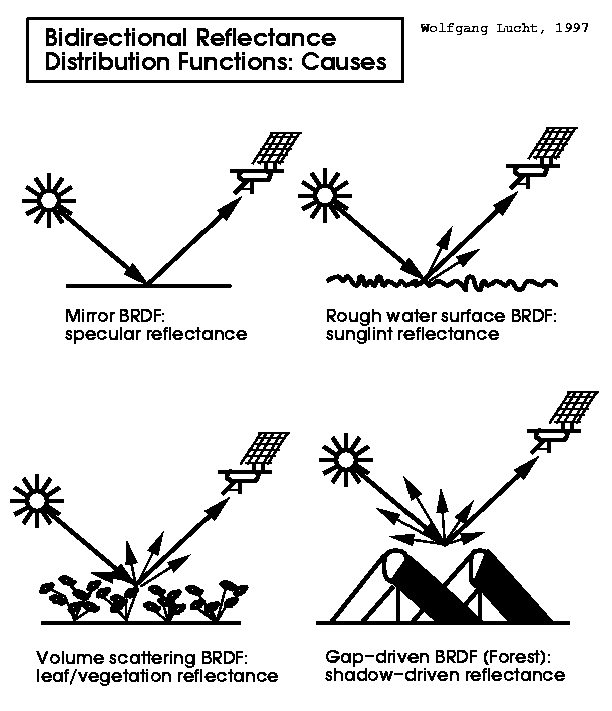 Bidirectional Reflectance
Distribution Functions: Causes
Wolfgang Lucht, 1997
Mirror BRDF:
specular reflectance
Rough water surface BRDF:
sunglint reflectance
Volume scattering BRDF:
leaf/vegetation reflectance
Gap-driven BRDF (Forest):
shadow-driven reflectance